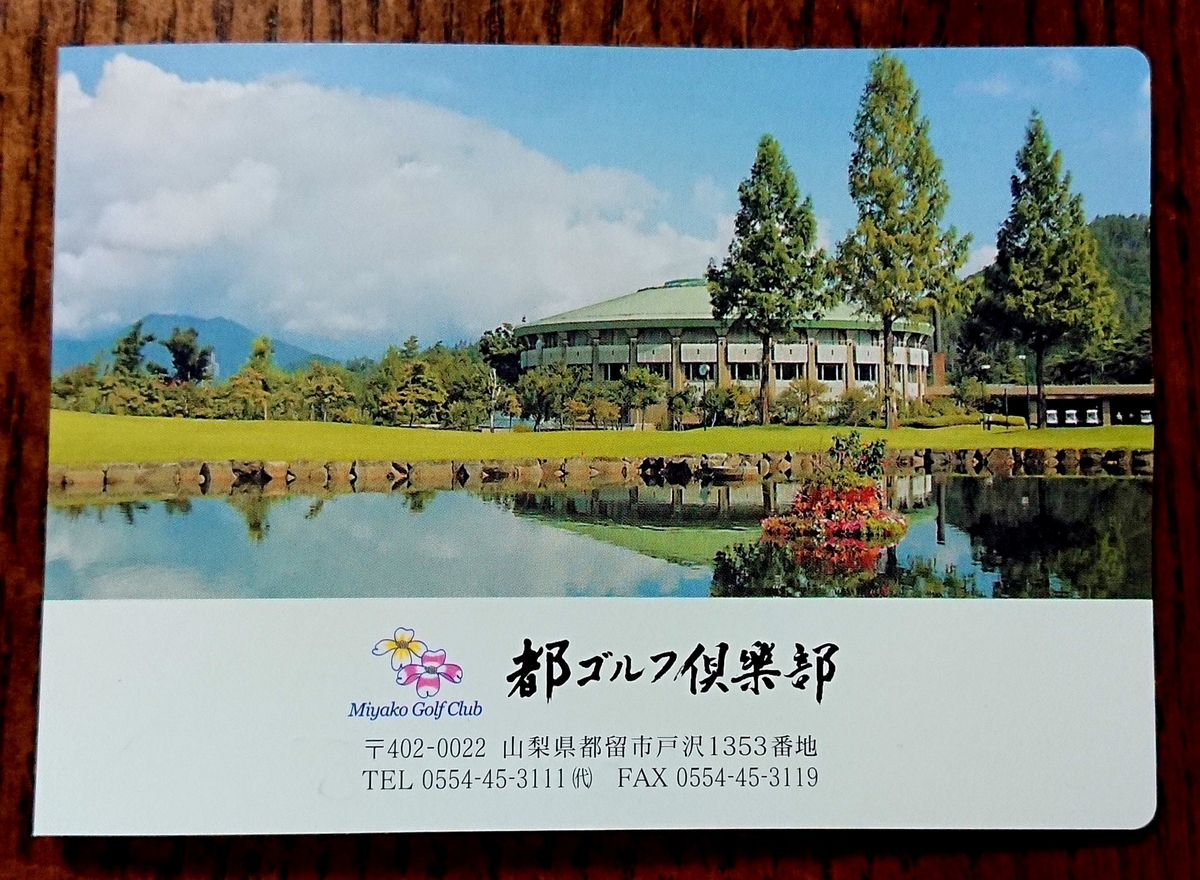 都ゴルフ倶樂部
Miyako Golf Club
〒402-0022 山梨県都留市戸沢1353番地
TEL 0554-45-3111㈹ FAX 0554-45-3119